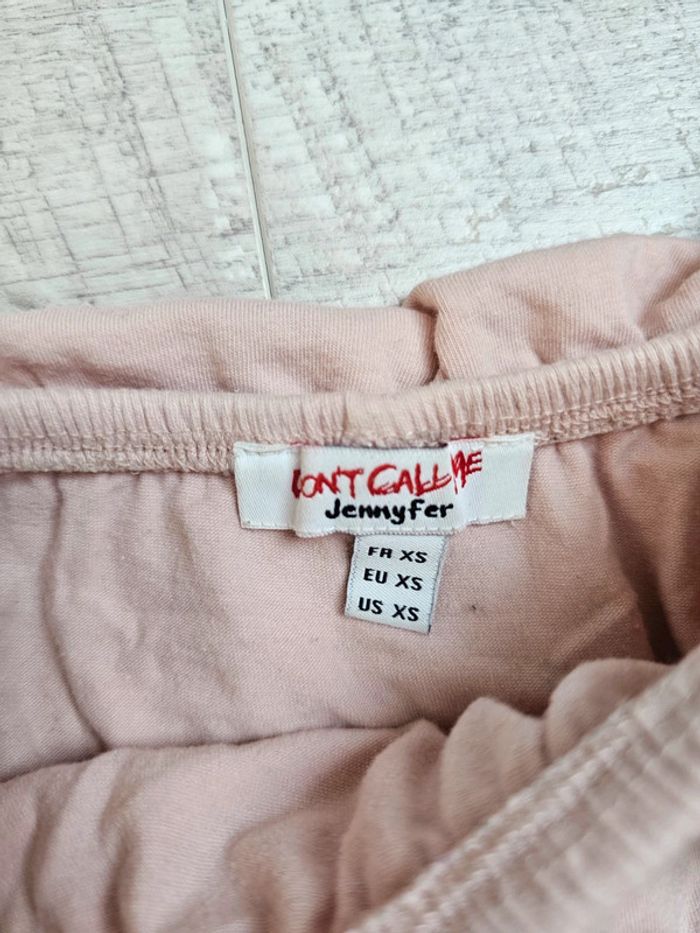 DON'T CALL ME
Jennyfer
FR XS
EU XS
US XS